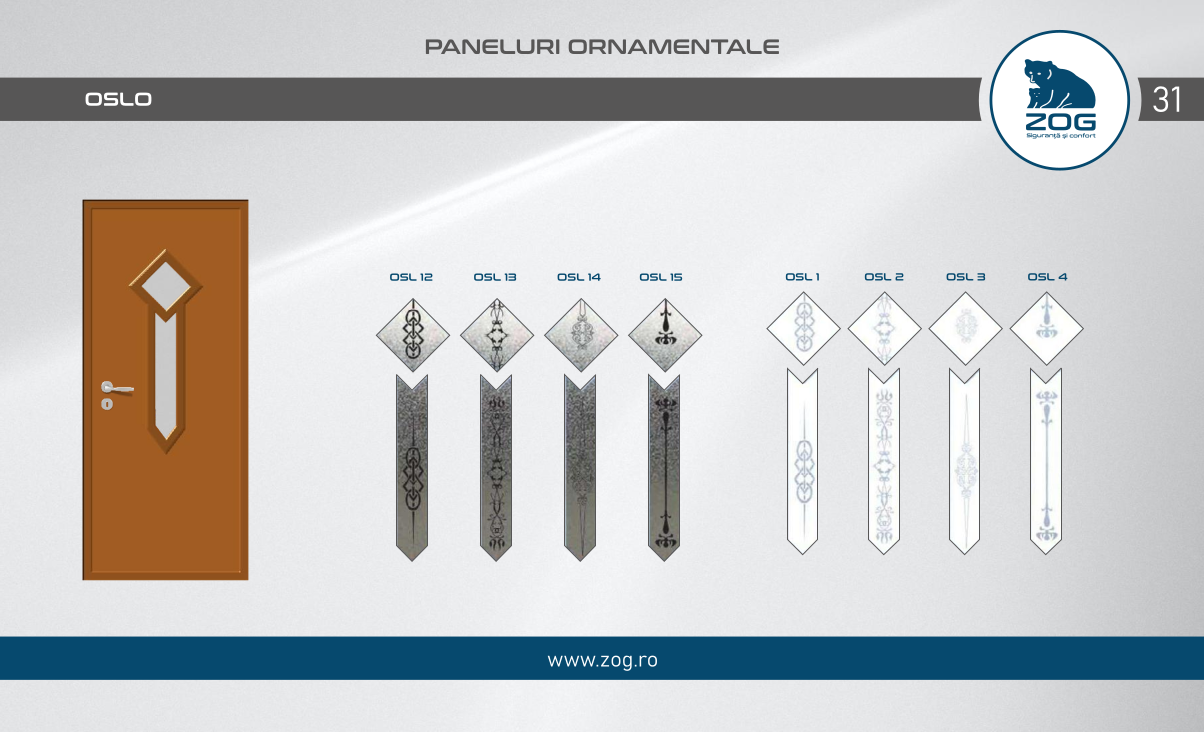 PANELURI ORNAMENTALE
OSLO
ZOG
Siguranță și confort
31
OSL 12 OSL 13 OSL 14 OSL 15 OSL 1 OSL 2 OSL 3 OSL 4
www.zog.ro